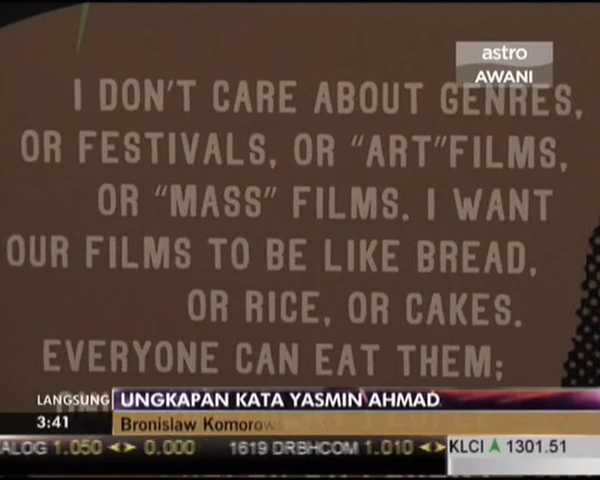 astro
AWANI
I DON'T CARE ABOUT GENRES,
OR FESTIVALS, OR "ART"FILMS,
OR "MASS" FILMS. I WANT
OUR FILMS TO BE LIKE BREAD,
OR RICE, OR CAKES.
EVERYONE CAN EAT THEM;
LANGSUNG UNGKAPAN KATA YASMIN AHMAD
3:41 Bronislaw Komorow
ALOG 1.050 0.000 1619 DRBHCOM 1.010 KLCI 1301.51